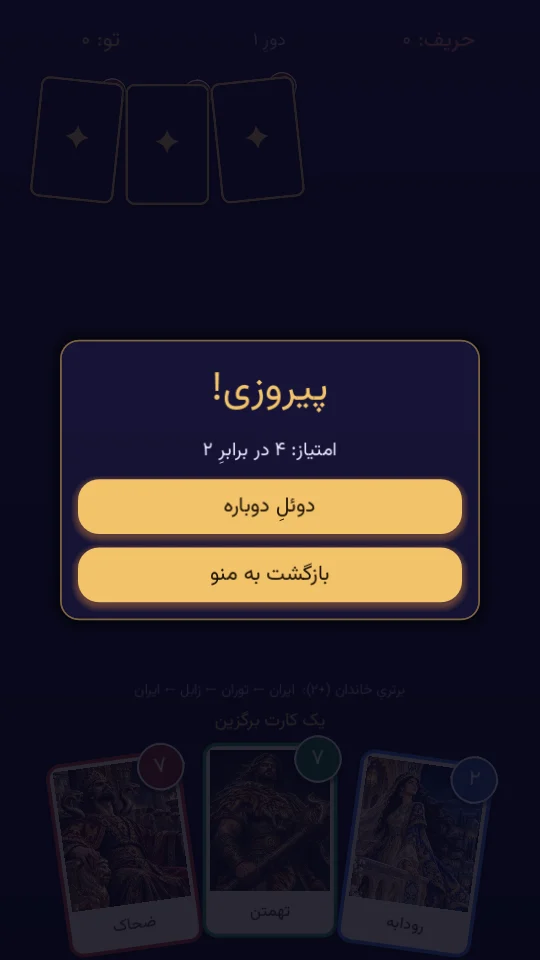 حریف: ۰
دورِ ۱
تو: ۰
پیروزی!
امتیاز: ۴ در برابرِ ۲
دوئلِ دوباره
بازگشت به منو
برتریِ خاندان (+۲): ایران ← توران ← زابل ← ایران
یک کارت برگزین
۲
۷
۷
رودابه
تهمتن
ضحاک